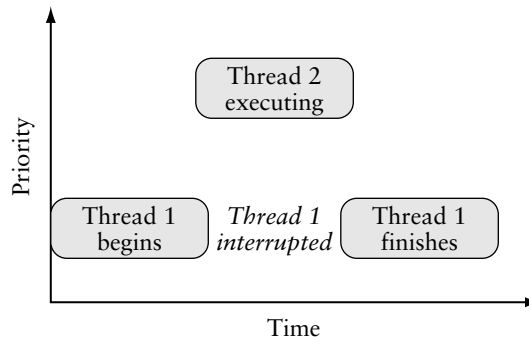 Thread 2
executing
Priority
Thread 1
begins
Thread 1
interrupted
Thread 1
finishes
Time